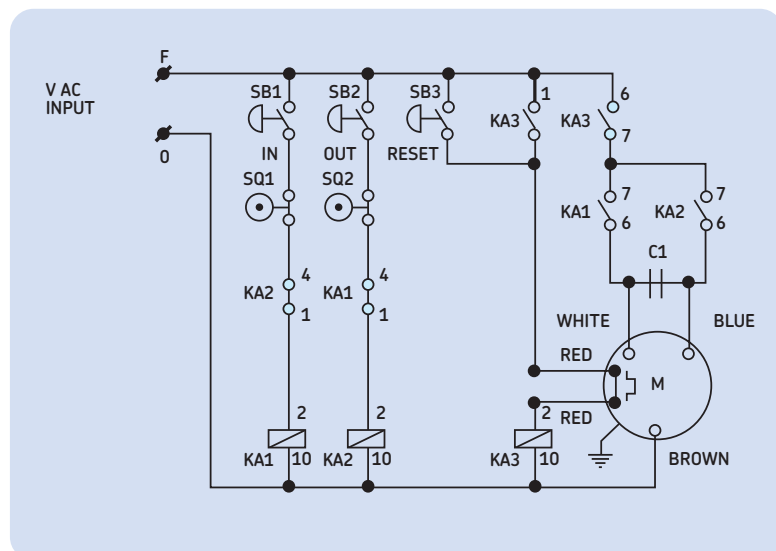 F
V AC
INPUT
0
SB1
SB2
SB3
1
KA3
KA3
6
7
IN
OUT
RESET
SQ1
SQ2
7
7
KA1
KA2
6
6
C1
KA2
4
1
KA1
4
1
WHITE
BLUE
RED
M
RED
2
2
2
KA1
10
KA2
10
KA3
10
BROWN